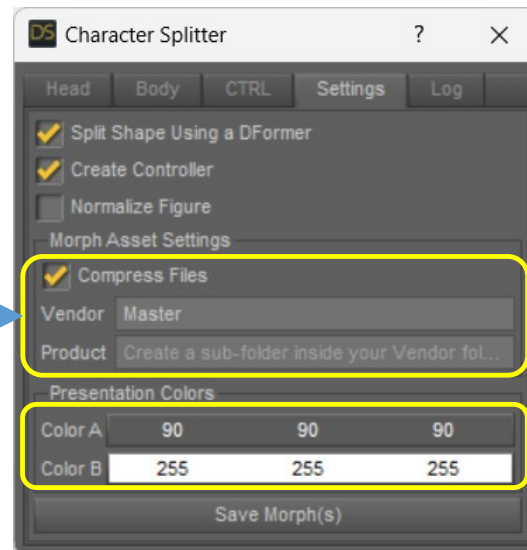 DS Character Splitter ? ×
Head Body CTRL Settings Log
Split Shape Using a DFormer
Create Controller
Normalize Figure
Morph Asset Settings
Compress Files
Vendor Master
Product Create a sub-folder inside your Vendor fol...
Presentation Colors
Color A 90 90 90
Color B 255 255 255
Save Morph(s)